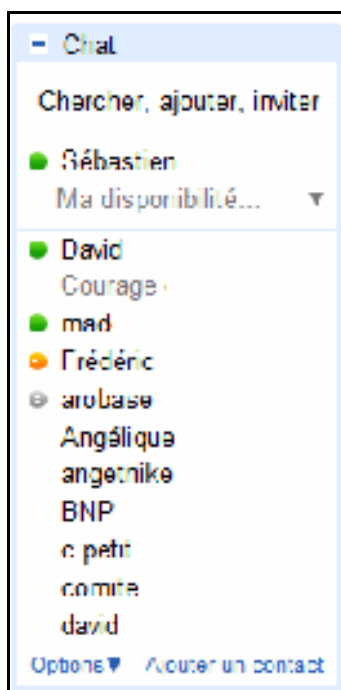 Chat
Chercher, ajouter, inviter
Sébastien
Ma disponibilité...
David
Courage
mad
Frédéric
arobase
Angélique
angetnike
BNP
c petit
comite
david
Options▼ Ajouter un contact